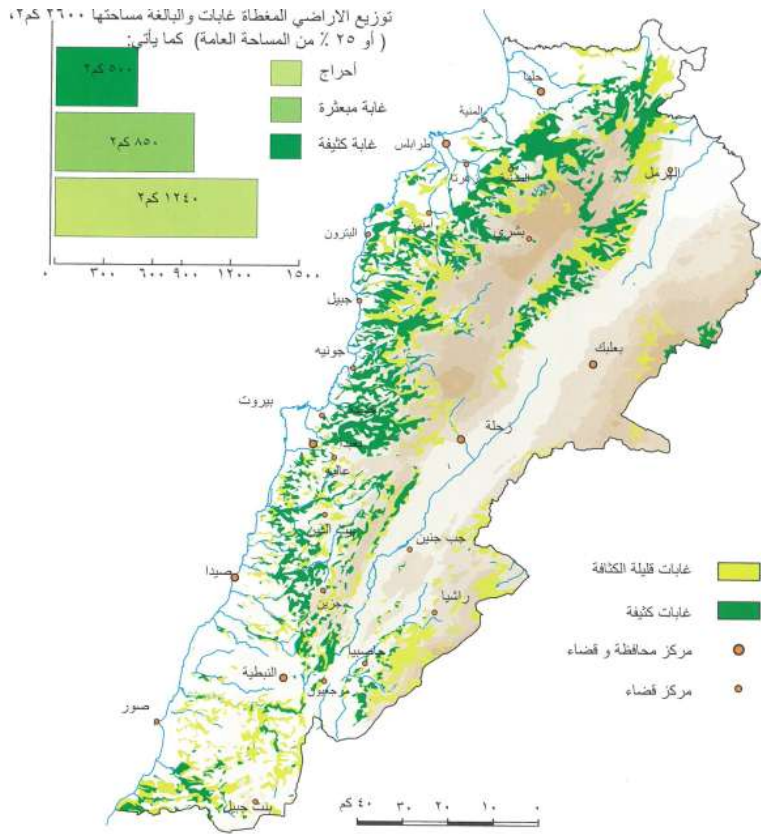 توزيع الاراضي المغطاة غابات والبالغة مساحتها ٢٦٠٠ كم٢،
( أو ٢٥ ٪ من المساحة العامة) كما يأتي:
أحراج
غابة مبعثرة
غابة كثيفة
٥٠٠ كم٢
٨٥٠ كم٢
١٢٤٠ كم٢
٠ ٣٠٠ ٦٠٠ ٩٠٠ ١٢٠٠ ١٥٠٠
حلبا
المنية
طرابلس
الهرمل
البترون
بشري
جبيل
جونيه
بعلبك
بيروت
زحلة
عاليه
بيت الدين
جب جنين
صيدا
جزين
راشيا
حاصبيا
النبطية
مرجعيون
صور
بنت جبيل
غابات قليلة الكثافة
غابات كثيفة
مركز محافظة و قضاء
مركز قضاء
٤٠ كم ٣٠ ٢٠ ١٠ ٠